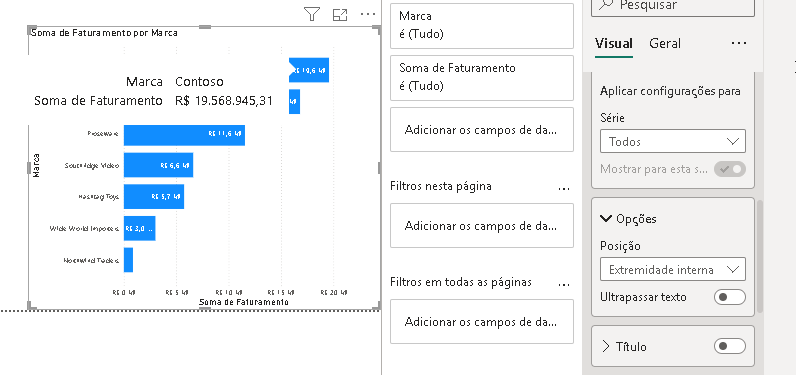 Soma de Faturamento por Marca
Marca Contoso
Soma de Faturamento R$ 19.568.945,31
Proseware
R$ 11,6 Mi
Southridge Video
R$ 6,6 Mi
Hashtag Toys
R$ 5,7 Mi
Wide World Importers
R$ 3,0 ...
Northwind Traders
Marca
R$ 0 Mi R$ 5 Mi R$ 10 Mi R$ 15 Mi R$ 20 Mi
Soma de Faturamento
Marca
é (Tudo)
Soma de Faturamento
é (Tudo)
Adicionar os campos de da...
Filtros nesta página ...
Adicionar os campos de da...
Filtros em todas as páginas ...
Adicionar os campos de da...
Pesquisar
Visual Geral ...
Aplicar configurações para
Série
Todos
Mostrar para esta s...
Opções
Posição
Extremidade interna
Ultrapassar texto
Título